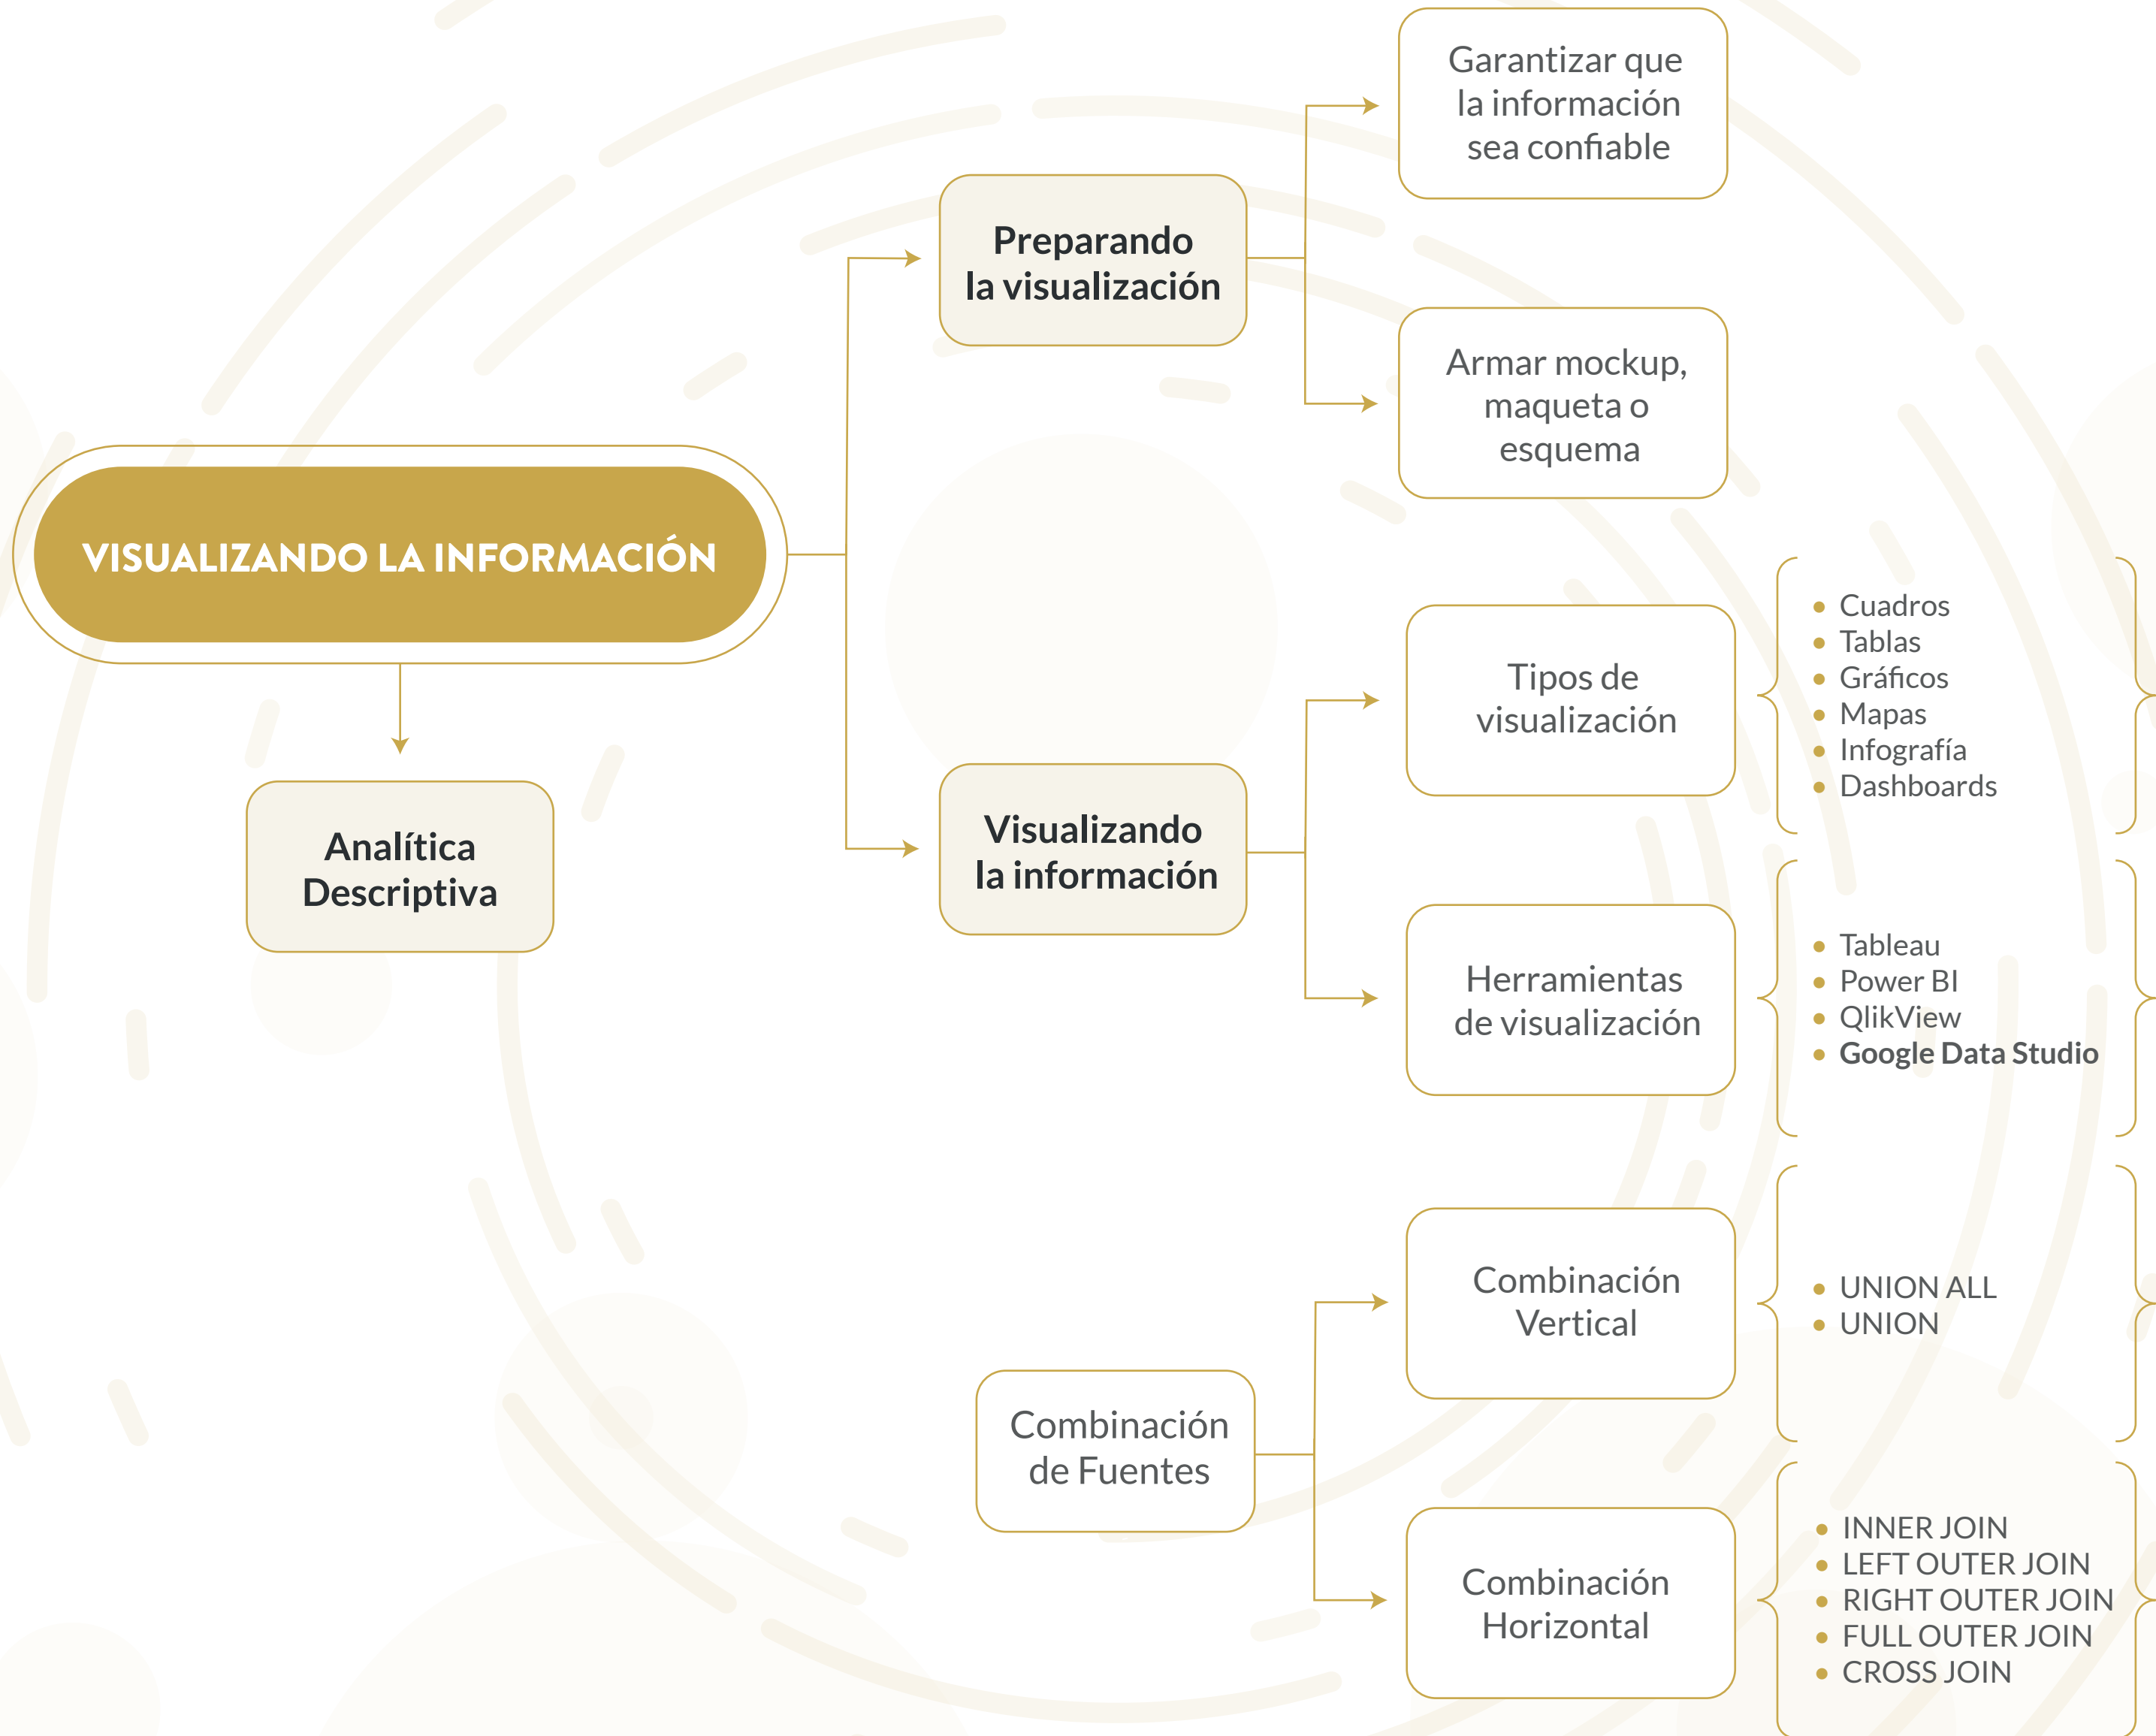 VISUALIZANDO LA INFORMACIÓN
Analítica
Descriptiva
Preparando
la visualización
Garantizar que
la información
sea confiable
Armar mockup,
maqueta o
esquema
Visualizando
la información
Tipos de
visualización
Cuadros
Tablas
Gráficos
Mapas
Infografía
Dashboards
Herramientas
de visualización
Tableau
Power BI
QlikView
Google Data Studio
Combinación
de Fuentes
Combinación
Vertical
UNION ALL
UNION
Combinación
Horizontal
INNER JOIN
LEFT OUTER JOIN
RIGHT OUTER JOIN
FULL OUTER JOIN
CROSS JOIN